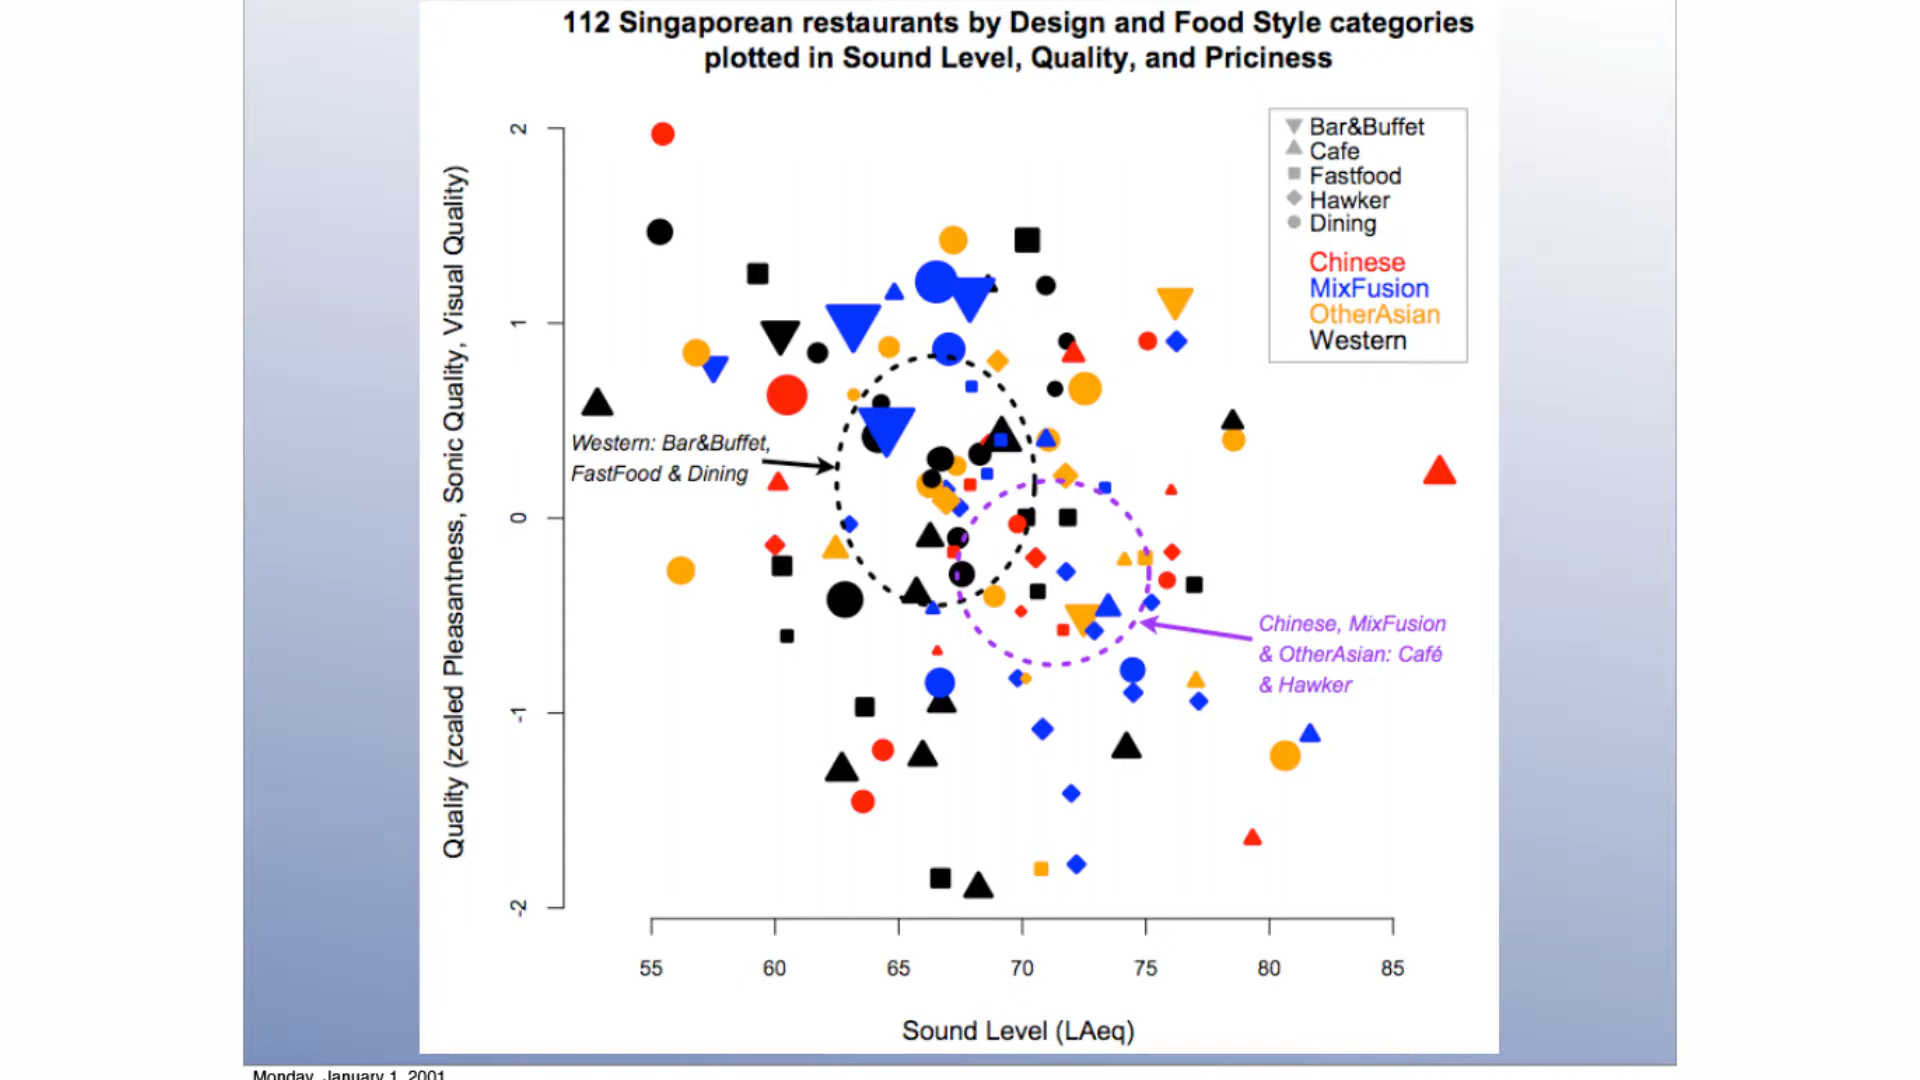 112 Singaporean restaurants by Design and Food Style categories
plotted in Sound Level, Quality, and Priciness
Bar&Buffet
Cafe
Fastfood
Hawker
Dining
Chinese
MixFusion
OtherAsian
Western
Quality (zcaled Pleasantness, Sonic Quality, Visual Quality)
2
1
0
-1
-2
Western: Bar&Buffet,
FastFood & Dining
Chinese, MixFusion
& OtherAsian: Café
& Hawker
55 60 65 70 75 80 85
Sound Level (LAeq)
Monday, January 1, 2001